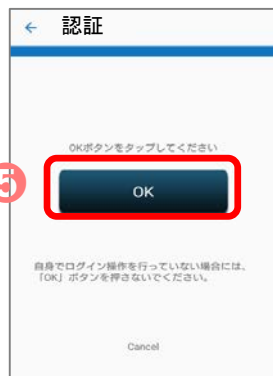 ← 認証
OKボタンをタップしてください
5
OK
自身でログイン操作を行っていない場合には、
「OK」ボタンを押さないでください。
Cancel